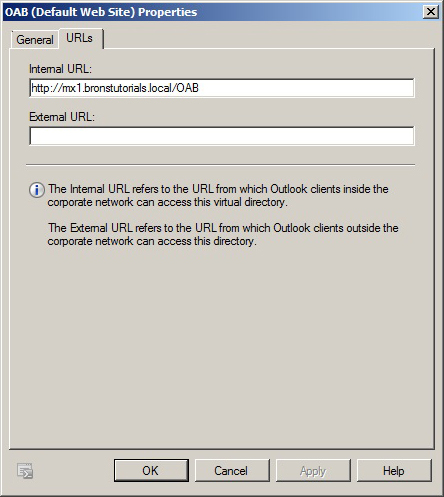 OAB (Default Web Site) Properties
General
URLs
Internal URL:
http://mx1.bronstutorials.local/OAB
External URL:
The Internal URL refers to the URL from which Outlook clients inside the
corporate network can access this virtual directory.
The External URL refers to the URL from which Outlook clients outside the
corporate network can access this directory.
OK
Cancel
Apply
Help